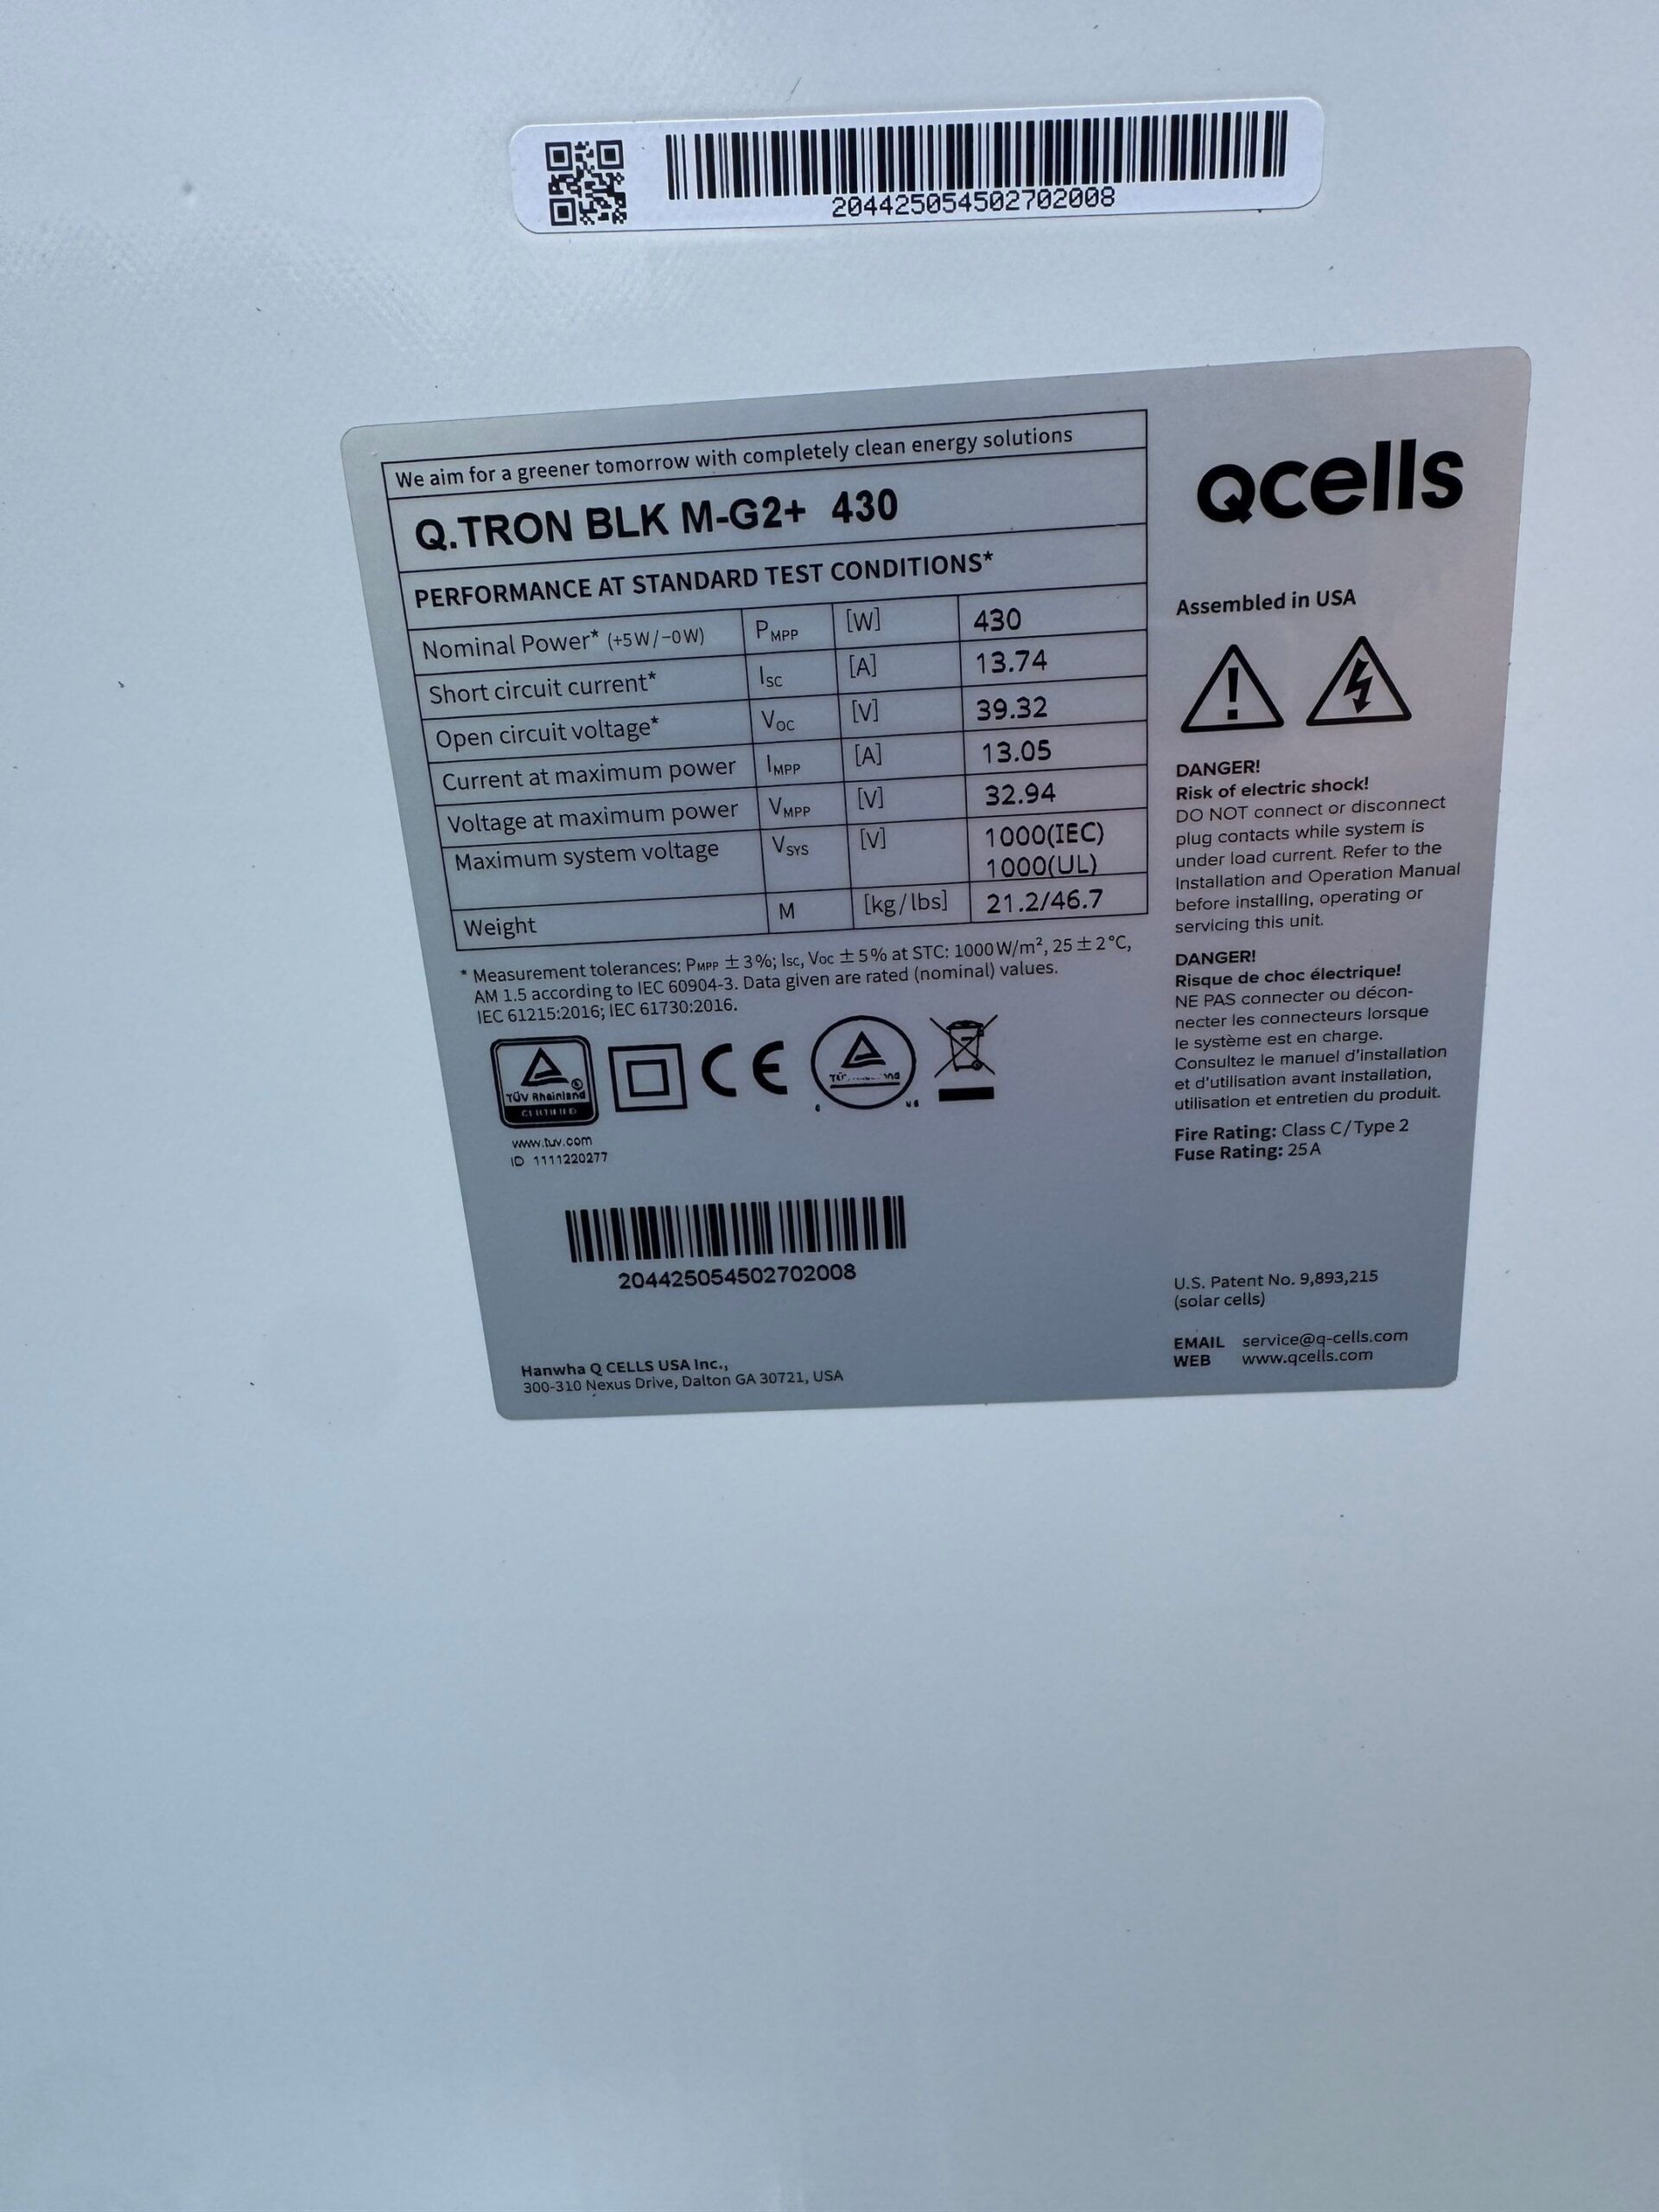 204425054502702008
We aim for a greener tomorrow with completely clean energy solutions
Q.TRON BLK M-G2+ 430
PERFORMANCE AT STANDARD TEST CONDITIONS*
Nominal Power* (+5W/−0W) PMPP [W] 430
Short circuit current* ISC [A] 13.74
Open circuit voltage* VOC [V] 39.32
Current at maximum power IMPP [A] 13.05
Voltage at maximum power VMPP [V] 32.94
Maximum system voltage VSYS [V] 1000(IEC)
1000(UL)
Weight M [kg/lbs] 21.2/46.7
* Measurement tolerances: PMPP ±3%; Isc, Voc ±5% at STC: 1000W/m², 25±2°C,
AM 1.5 according to IEC 60904-3. Data given are rated (nominal) values.
IEC 61215:2016; IEC 61730:2016.
TÜV Rheinland
CERTIFIED
CE
www.tuv.com
ID 1111220277
204425054502702008
Hanwha Q CELLS USA Inc.,
300-310 Nexus Drive, Dalton GA 30721, USA
Qcells
Assembled in USA
DANGER!
Risk of electric shock!
DO NOT connect or disconnect
plug contacts while system is
under load current. Refer to the
Installation and Operation Manual
before installing, operating or
servicing this unit.
DANGER!
Risque de choc électrique!
NE PAS connecter ou décon-
necter les connecteurs lorsque
le système est en charge.
Consultez le manuel d'installation
et d'utilisation avant installation,
utilisation et entretien du produit.
Fire Rating: Class C/Type 2
Fuse Rating: 25A
U.S. Patent No. 9,893,215
(solar cells)
EMAIL service@q-cells.com
WEB www.qcells.com